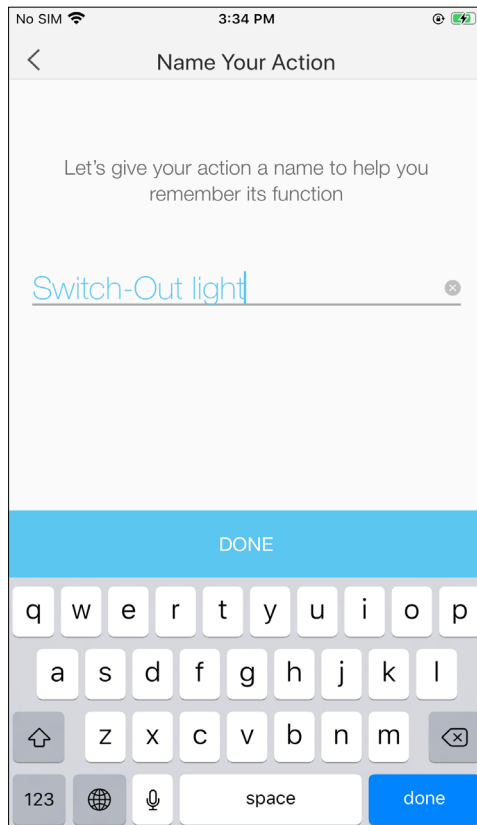 No SIM 3:34 PM
Name Your Action
Let's give your action a name to help you
remember its function
Switch-Out light
DONE
q w e r t y u i o p
a s d f g h j k l
z x c v b n m
123 space done